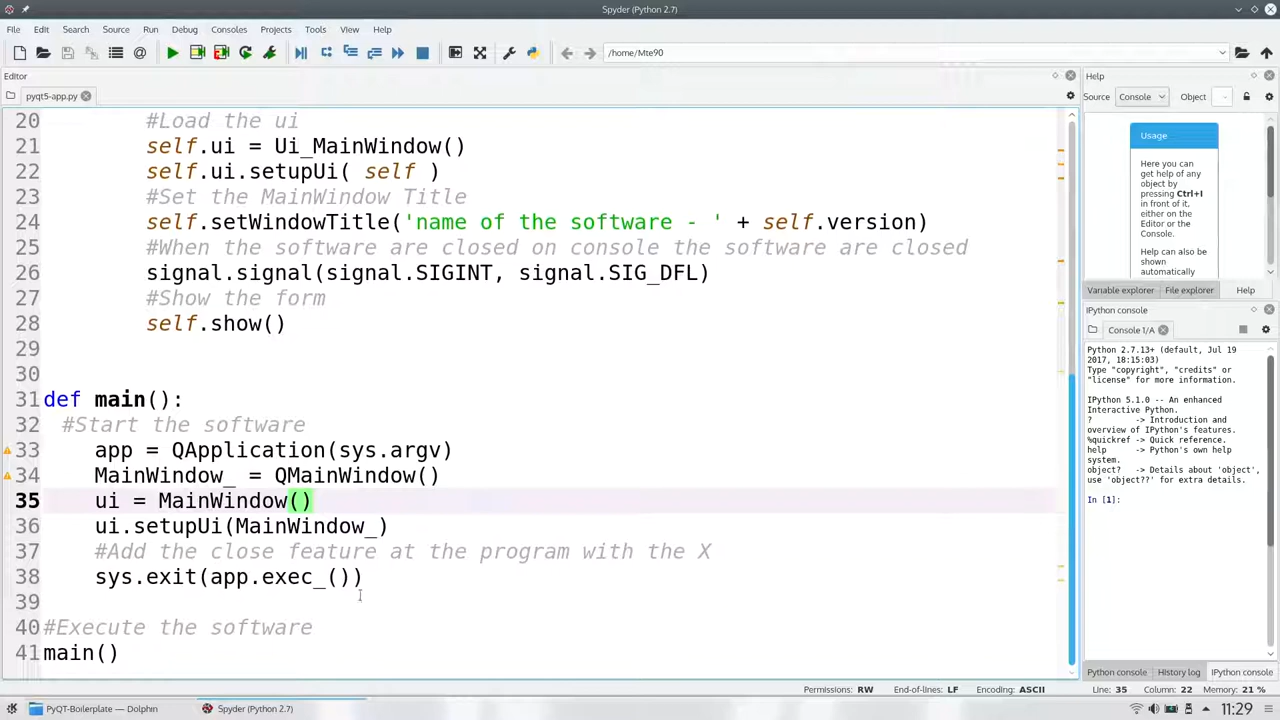 Spyder (Python 2.7)
File Edit Search Source Run Debug Consoles Projects Tools View Help
/home/Mte90
Editor
pyqt5-app.py
20 #Load the ui
21 self.ui = Ui_MainWindow()
22 self.ui.setupUi( self )
23 #Set the MainWindow Title
24 self.setWindowTitle('name of the software - ' + self.version)
25 #When the software are closed on console the software are closed
26 signal.signal(signal.SIGINT, signal.SIG_DFL)
27 #Show the form
28 self.show()
29
30
31 def main():
32 #Start the software
33 app = QApplication(sys.argv)
34 MainWindow_ = QMainWindow()
35 ui = MainWindow()
36 ui.setupUi(MainWindow_)
37 #Add the close feature at the program with the X
38 sys.exit(app.exec_())
39
40 #Execute the software
41 main()
Help
Source Console Object
Usage
Here you can
get help of any
object by
pressing Ctrl+I
in front of it,
either on the
Editor or the
Console.
Help can also be
shown
automatically
Variable explorer File explorer Help
IPython console
Console 1/A
Python 2.7.13+ (default, Jul 19
2017, 18:15:03)
Type "copyright", "credits" or
"license" for more information.
IPython 5.1.0 -- An enhanced
Interactive Python.
? -> Introduction and
overview of IPython's features.
%quickref -> Quick reference.
help -> Python's own help
system.
object? -> Details about 'object',
use 'object??' for extra details.
In [1]:
Python console History log IPython console
Permissions: RW End-of-lines: LF Encoding: ASCII Line: 35 Column: 22 Memory: 21 %
PyQT-Boilerplate — Dolphin Spyder (Python 2.7) 11:29